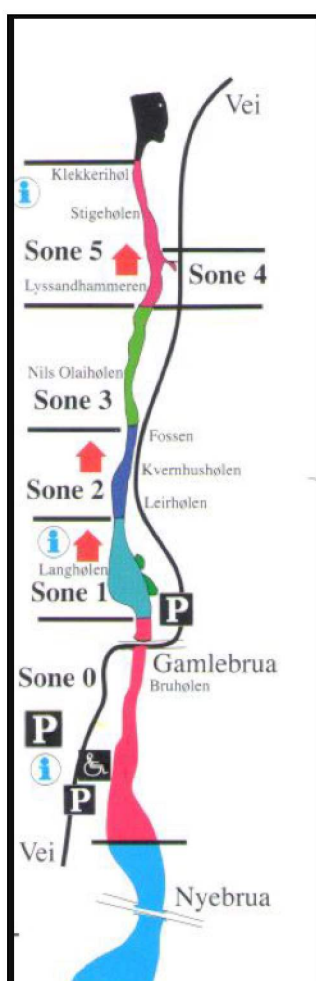 Vei
Klekkerihøl
i
Stigehølen
Sone 5
Sone 4
Lyssandhammeren
Nils Olaihølen
Sone 3
Fossen
Kvernhushølen
Sone 2
Leirhølen
i
Langhølen
Sone 1
P
Gamlebrua
Sone 0
Bruhølen
P
i
P
Vei
Nyebrua